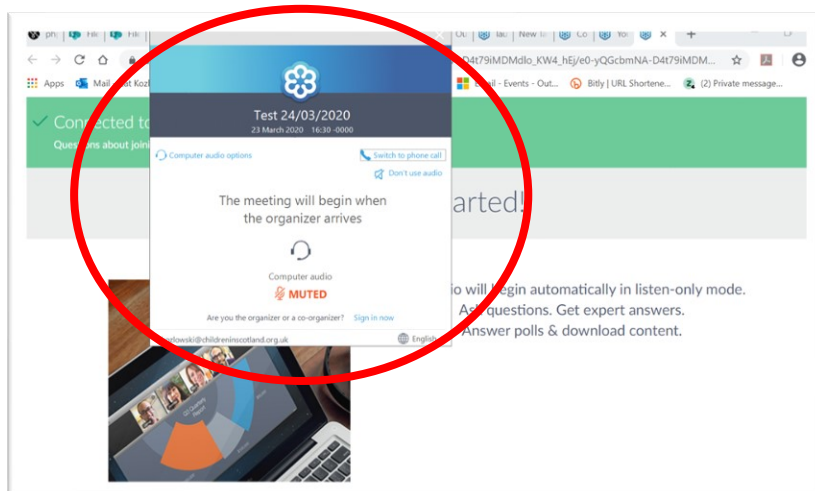 Apps
(2) Private message...
Bitly | URL Shortene...
Test 24/03/2020
23 March 2020 16:30 -0000
Computer audio options
Switch to phone call
Don't use audio
The meeting will begin when
the organizer arrives
Computer audio
MUTED
Are you the organizer or a co-organizer? Sign in now
English
arted!
will begin automatically in listen-only mode.
questions. Get expert answers.
Answer polls & download content.
Q2 Quarterly
Report